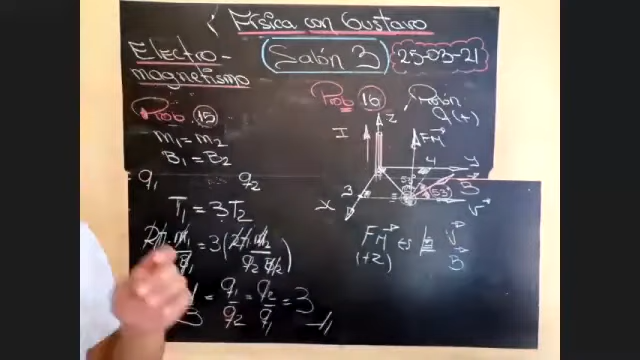 Física con Gustavo
Electro-
magnetismo
Salón 3
25-03-21
Prob 15
m₁ = m₂
B₁ = B₂
q₁ q₂
T₁ = 3T₂
= 3
q₁/q₂ = q₂/q₁ = 3
Prob 16
Protón
q(+)
I
Z
FM
4
Y
53
B
3
X
V
FM es ⊥ V
(+z) B